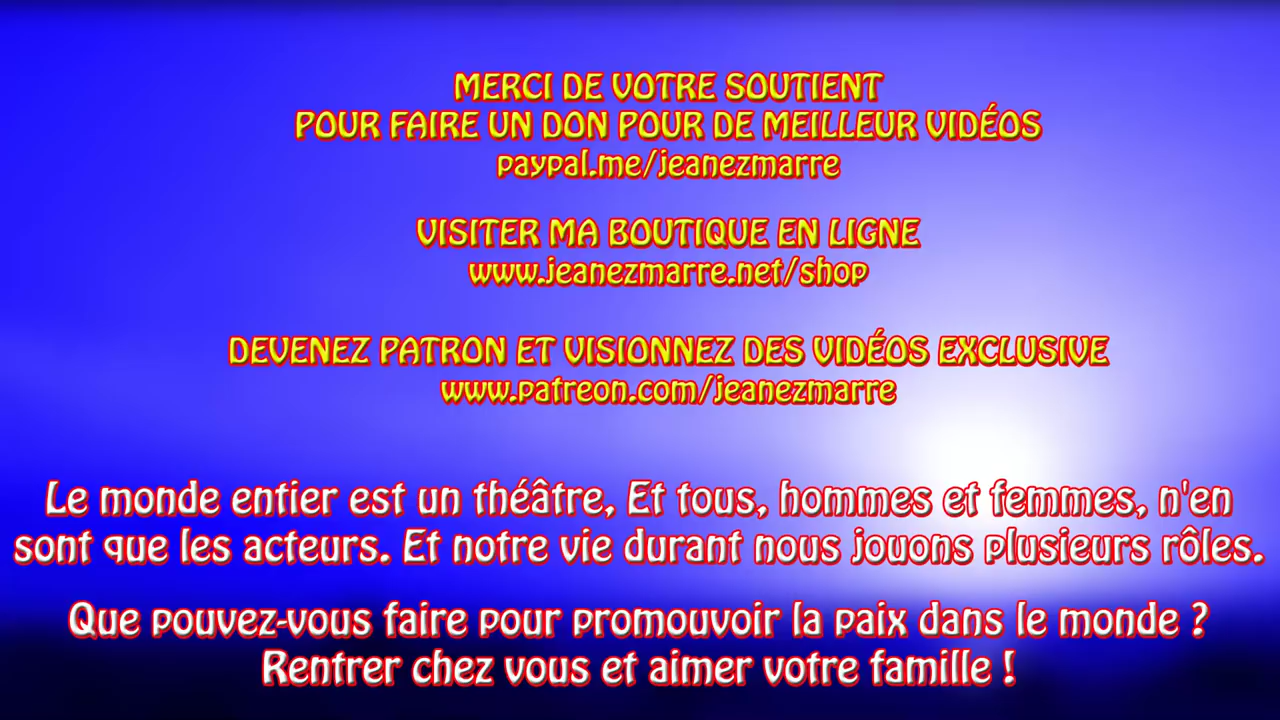 MERCI DE VOTRE SOUTIENT
POUR FAIRE UN DON POUR DE MEILLEUR VIDÉOS
paypal.me/jeanezmarre
VISITER MA BOUTIQUE EN LIGNE
www.jeanezmarre.net/shop
DEVENEZ PATRON ET VISIONNEZ DES VIDÉOS EXCLUSIVE
www.patreon.com/jeanezmarre
Le monde entier est un théâtre, Et tous, hommes et femmes, n'en
sont que les acteurs. Et notre vie durant nous jouons plusieurs rôles.
Que pouvez-vous faire pour promouvoir la paix dans le monde ?
Rentrer chez vous et aimer votre famille !